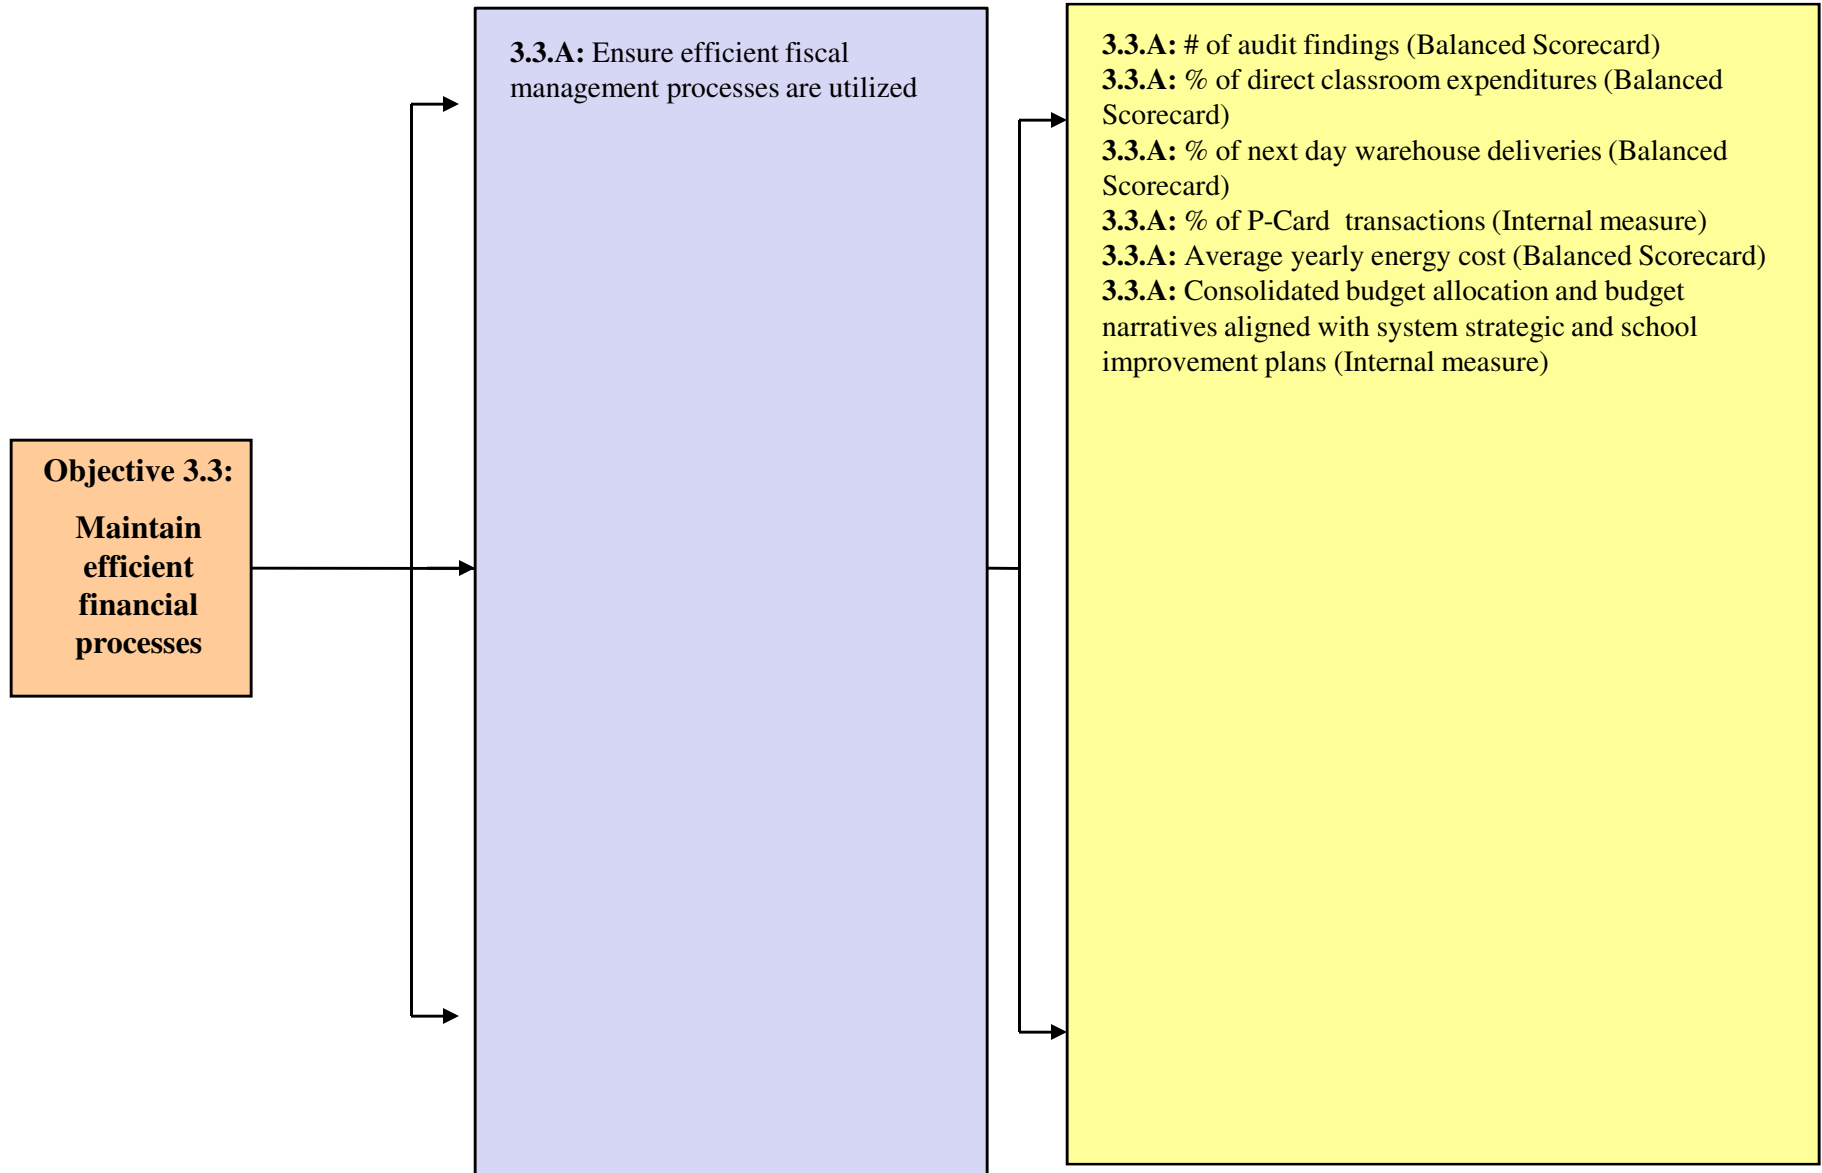 Objective 3.3:
Maintain
efficient
financial
processes
3.3.A: Ensure efficient fiscal
management processes are utilized
3.3.A: # of audit findings (Balanced Scorecard)
3.3.A: % of direct classroom expenditures (Balanced
Scorecard)
3.3.A: % of next day warehouse deliveries (Balanced
Scorecard)
3.3.A: % of P-Card  transactions (Internal measure)
3.3.A: Average yearly energy cost (Balanced Scorecard)
3.3.A: Consolidated budget allocation and budget
narratives aligned with system strategic and school
improvement plans (Internal measure)